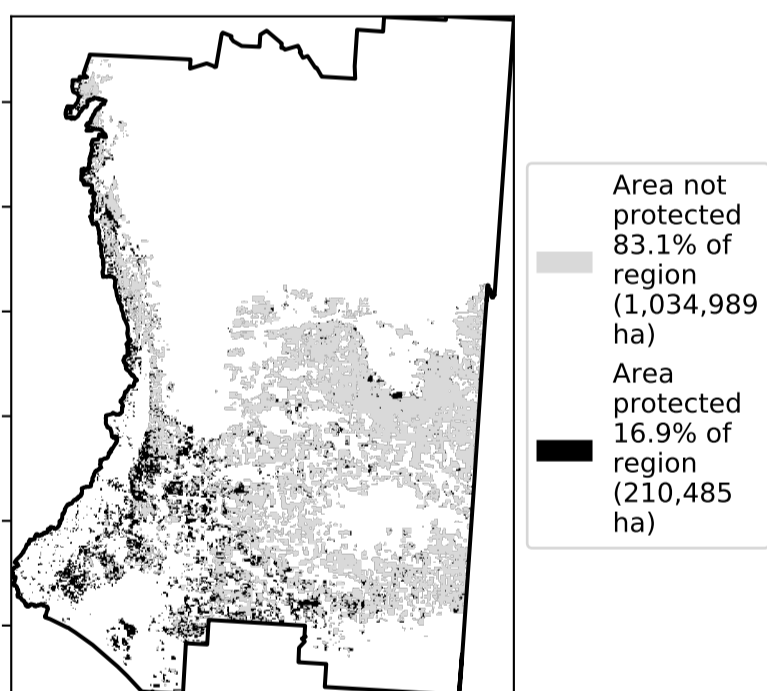 Area not
protected
83.1% of
region
(1,034,989
ha)
Area
protected
16.9% of
region
(210,485
ha)